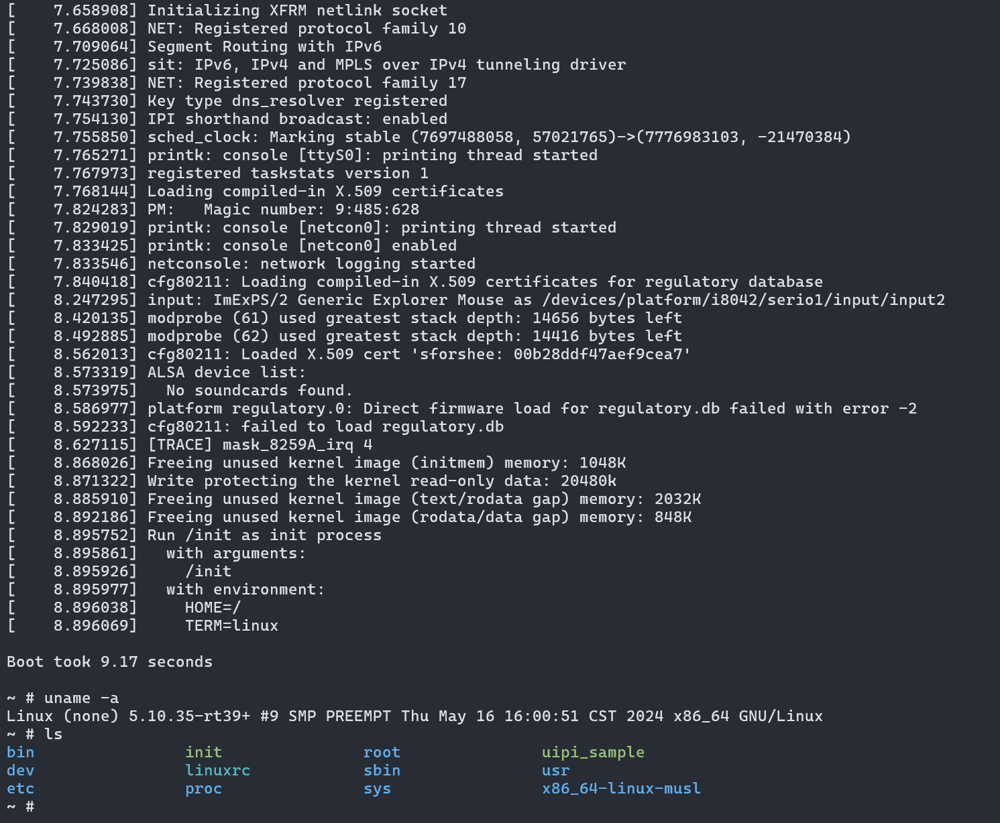 [    7.658908] Initializing XFRM netlink socket
[    7.668008] NET: Registered protocol family 10
[    7.709064] Segment Routing with IPv6
[    7.725086] sit: IPv6, IPv4 and MPLS over IPv4 tunneling driver
[    7.739838] NET: Registered protocol family 17
[    7.743730] Key type dns_resolver registered
[    7.754130] IPI shorthand broadcast: enabled
[    7.755850] sched_clock: Marking stable (7697488058, 57021765)->(7776983103, -21470384)
[    7.765271] printk: console [ttyS0]: printing thread started
[    7.767973] registered taskstats version 1
[    7.768144] Loading compiled-in X.509 certificates
[    7.824283] PM:   Magic number: 9:485:628
[    7.829019] printk: console [netcon0]: printing thread started
[    7.833425] printk: console [netcon0] enabled
[    7.833546] netconsole: network logging started
[    7.840418] cfg80211: Loading compiled-in X.509 certificates for regulatory database
[    8.247295] input: ImExPS/2 Generic Explorer Mouse as /devices/platform/i8042/serio1/input/input2
[    8.420135] modprobe (61) used greatest stack depth: 14656 bytes left
[    8.492885] modprobe (62) used greatest stack depth: 14416 bytes left
[    8.562013] cfg80211: Loaded X.509 cert 'sforshee: 00b28ddf47aef9cea7'
[    8.573319] ALSA device list:
[    8.573975]   No soundcards found.
[    8.586977] platform regulatory.0: Direct firmware load for regulatory.db failed with error -2
[    8.592233] cfg80211: failed to load regulatory.db
[    8.627115] [TRACE] mask_8259A_irq 4
[    8.868026] Freeing unused kernel image (initmem) memory: 1048K
[    8.871322] Write protecting the kernel read-only data: 20480k
[    8.885910] Freeing unused kernel image (text/rodata gap) memory: 2032K
[    8.892186] Freeing unused kernel image (rodata/data gap) memory: 848K
[    8.895752] Run /init as init process
[    8.895861]   with arguments:
[    8.895926]     /init
[    8.895977]   with environment:
[    8.896038]     HOME=/
[    8.896069]     TERM=linux
Boot took 9.17 seconds
~ # uname -a
Linux (none) 5.10.35-rt39+ #9 SMP PREEMPT Thu May 16 16:00:51 CST 2024 x86_64 GNU/Linux
~ # ls
bin                init               root               uipi_sample
dev                linuxrc            sbin               usr
etc                proc               sys                x86_64-linux-musl
~ #